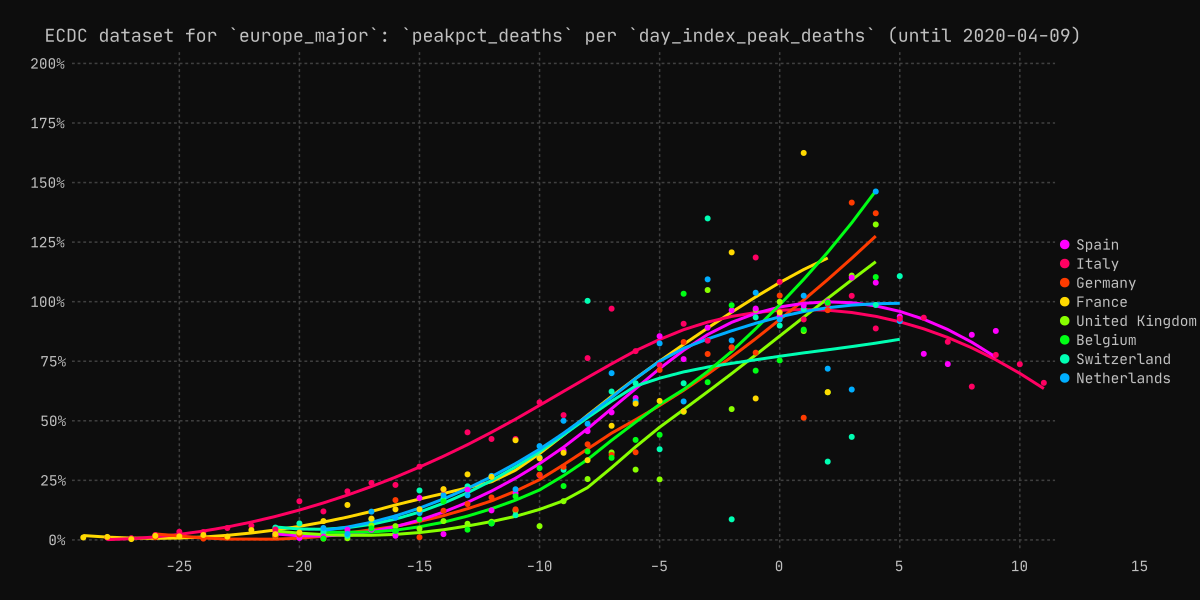 ECDC dataset for `europe_major`: `peakpct_deaths` per `day_index_peak_deaths` (until 2020-04-09)
200%
175%
150%
125%
100%
75%
50%
25%
0%
-25 -20 -15 -10 -5 0 5 10 15
Spain
Italy
Germany
France
United Kingdom
Belgium
Switzerland
Netherlands